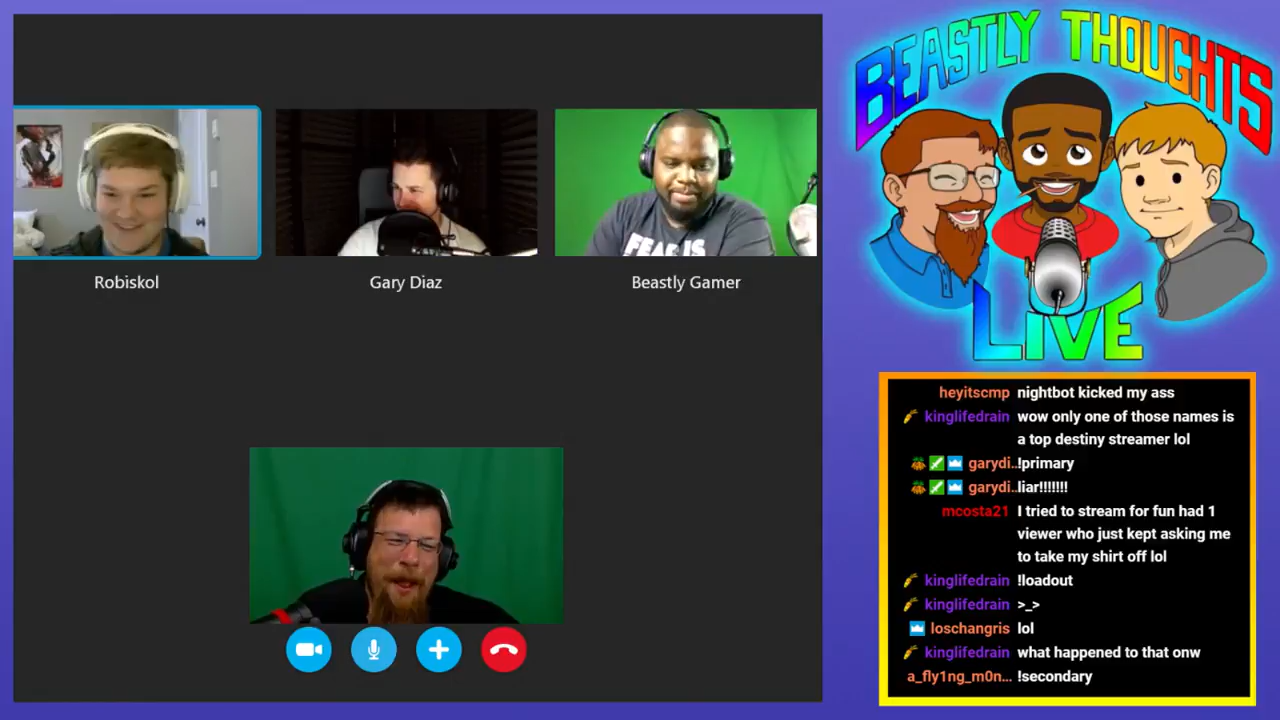 BEASTLY THOUGHTS
LIVE
Robiskol
Gary Diaz
Beastly Gamer
FEAR IS
heyitscmp nightbot kicked my ass
kinglifedrain wow only one of those names is
a top destiny streamer lol
garydi.. !primary
garydi.. liar!!!!!!!
mcosta21 I tried to stream for fun had 1
viewer who just kept asking me
to take my shirt off lol
kinglifedrain !loadout
kinglifedrain >_>
loschangris lol
kinglifedrain what happened to that onw
a_fly1ng_m0n... !secondary